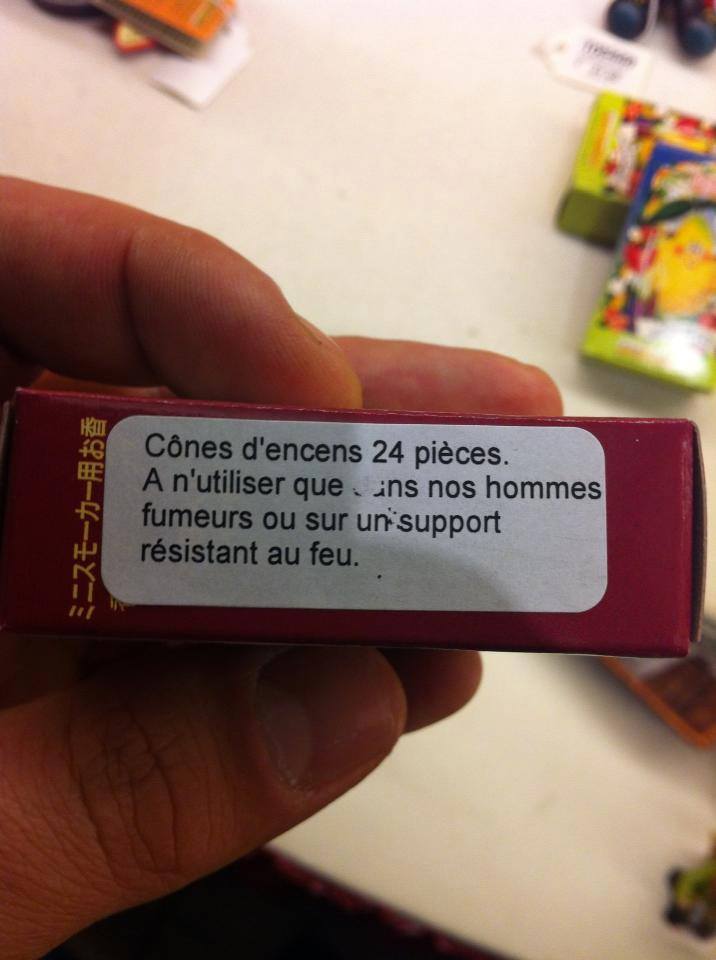 Cônes d'encens 24 pièces.
A n'utiliser que dans nos hommes
fumeurs ou sur un support
résistant au feu.
ミニスモーカー用お香